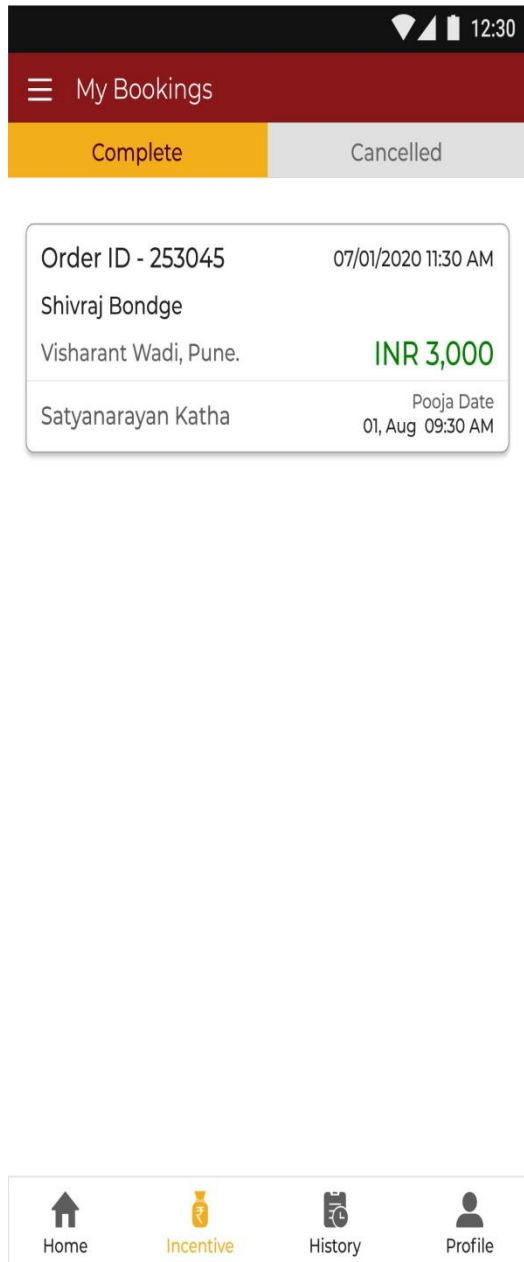 12:30
My Bookings
Complete Cancelled
Order ID - 253045 07/01/2020 11:30 AM
Shivraj Bondge
Visharant Wadi, Pune. INR 3,000
Satyanarayan Katha Pooja Date
01, Aug 09:30 AM
₹
Home Incentive History Profile